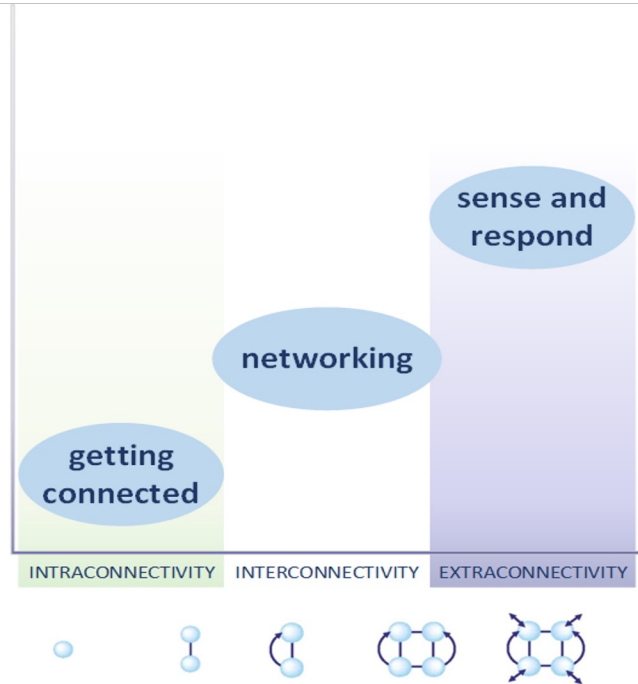 sense and
respond
networking
getting
connected
INTRACONNECTIVITY INTERCONNECTIVITY EXTRACONNECTIVITY